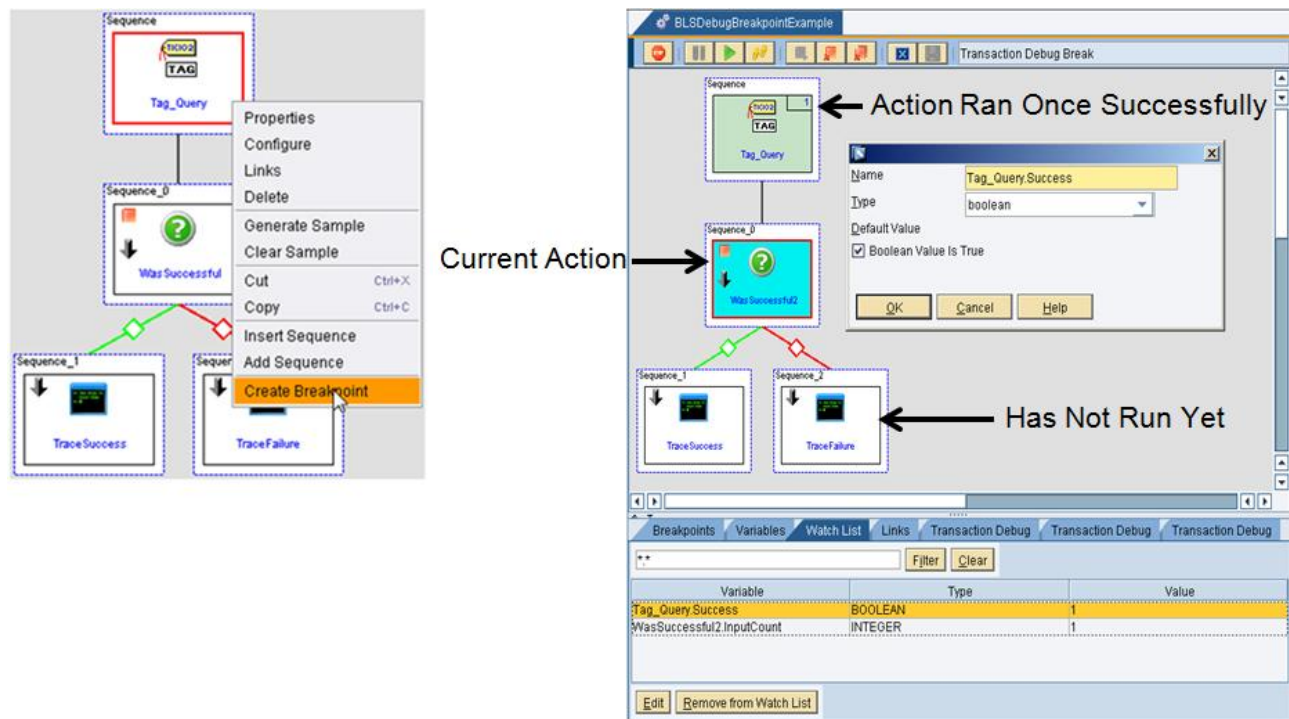 Sequence
TICI02
TAG
Tag_Query
Properties
Configure
Links
Delete
Generate Sample
Clear Sample
Cut Ctrl+X
Copy Ctrl+C
Insert Sequence
Add Sequence
Create Breakpoint
Sequence_0
WasSuccessful
Sequence_1
TraceSuccess
Sequen
TraceFailure
BLSDebugBreakpointExample
Transaction Debug Break
Sequence
1
TAG
Tag_Query
Action Ran Once Successfully
Name Tag_Query.Success
Type boolean
Default Value
Boolean Value Is True
OK Cancel Help
Current Action
Sequence_0
WasSuccessful2
Sequence_1
TraceSuccess
Sequence_2
TraceFailure
Has Not Run Yet
Breakpoints Variables Watch List Links Transaction Debug Transaction Debug Transaction Debug
*.* Filter Clear
Variable Type Value
Tag_Query.Success BOOLEAN 1
WasSuccessful2.InputCount INTEGER 1
Edit Remove from Watch List